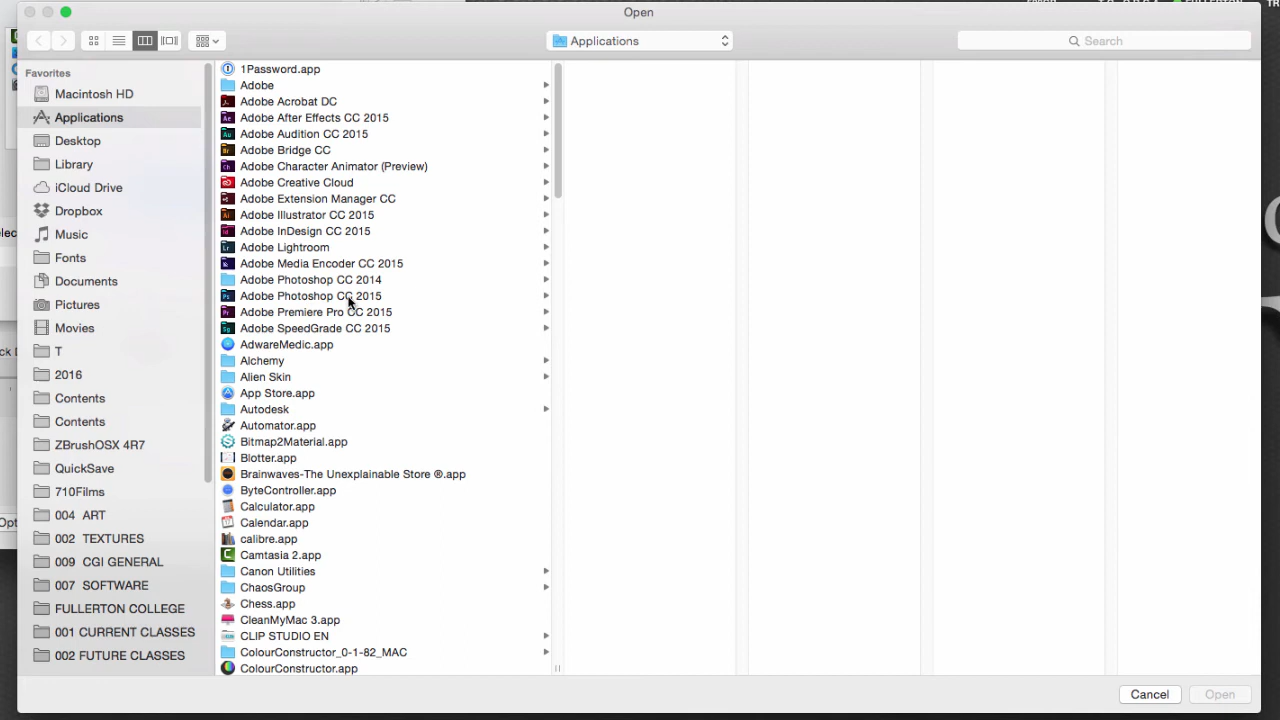 Open
Applications
Search
Favorites
Macintosh HD
Applications
Desktop
Library
iCloud Drive
Dropbox
Music
Fonts
Documents
Pictures
Movies
T
2016
Contents
Contents
ZBrushOSX 4R7
QuickSave
710Films
004 ART
002 TEXTURES
009 CGI GENERAL
007 SOFTWARE
FULLERTON COLLEGE
001 CURRENT CLASSES
002 FUTURE CLASSES
1Password.app
Adobe
Adobe Acrobat DC
Adobe After Effects CC 2015
Adobe Audition CC 2015
Adobe Bridge CC
Adobe Character Animator (Preview)
Adobe Creative Cloud
Adobe Extension Manager CC
Adobe Illustrator CC 2015
Adobe InDesign CC 2015
Adobe Lightroom
Adobe Media Encoder CC 2015
Adobe Photoshop CC 2014
Adobe Photoshop CC 2015
Adobe Premiere Pro CC 2015
Adobe SpeedGrade CC 2015
AdwareMedic.app
Alchemy
Alien Skin
App Store.app
Autodesk
Automator.app
Bitmap2Material.app
Blotter.app
Brainwaves-The Unexplainable Store ®.app
ByteController.app
Calculator.app
Calendar.app
calibre.app
Camtasia 2.app
Canon Utilities
ChaosGroup
Chess.app
CleanMyMac 3.app
CLIP STUDIO EN
ColourConstructor_0-1-82_MAC
ColourConstructor.app
Cancel
Open